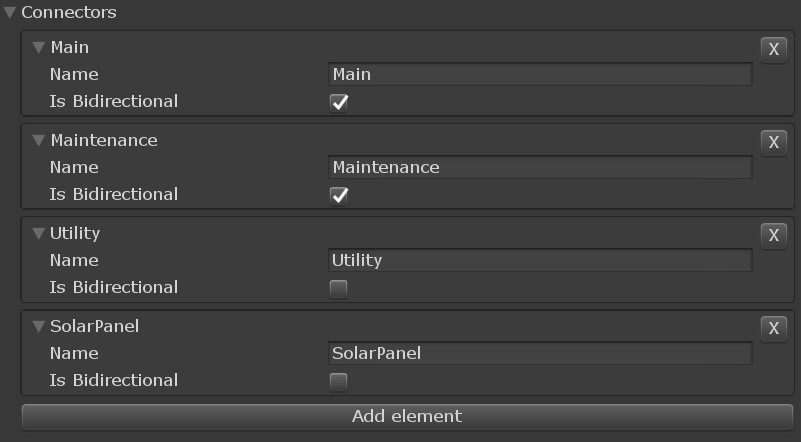 Connectors
Main
X
Name
Main
Is Bidirectional
Maintenance
X
Name
Maintenance
Is Bidirectional
Utility
X
Name
Utility
Is Bidirectional
SolarPanel
X
Name
SolarPanel
Is Bidirectional
Add element